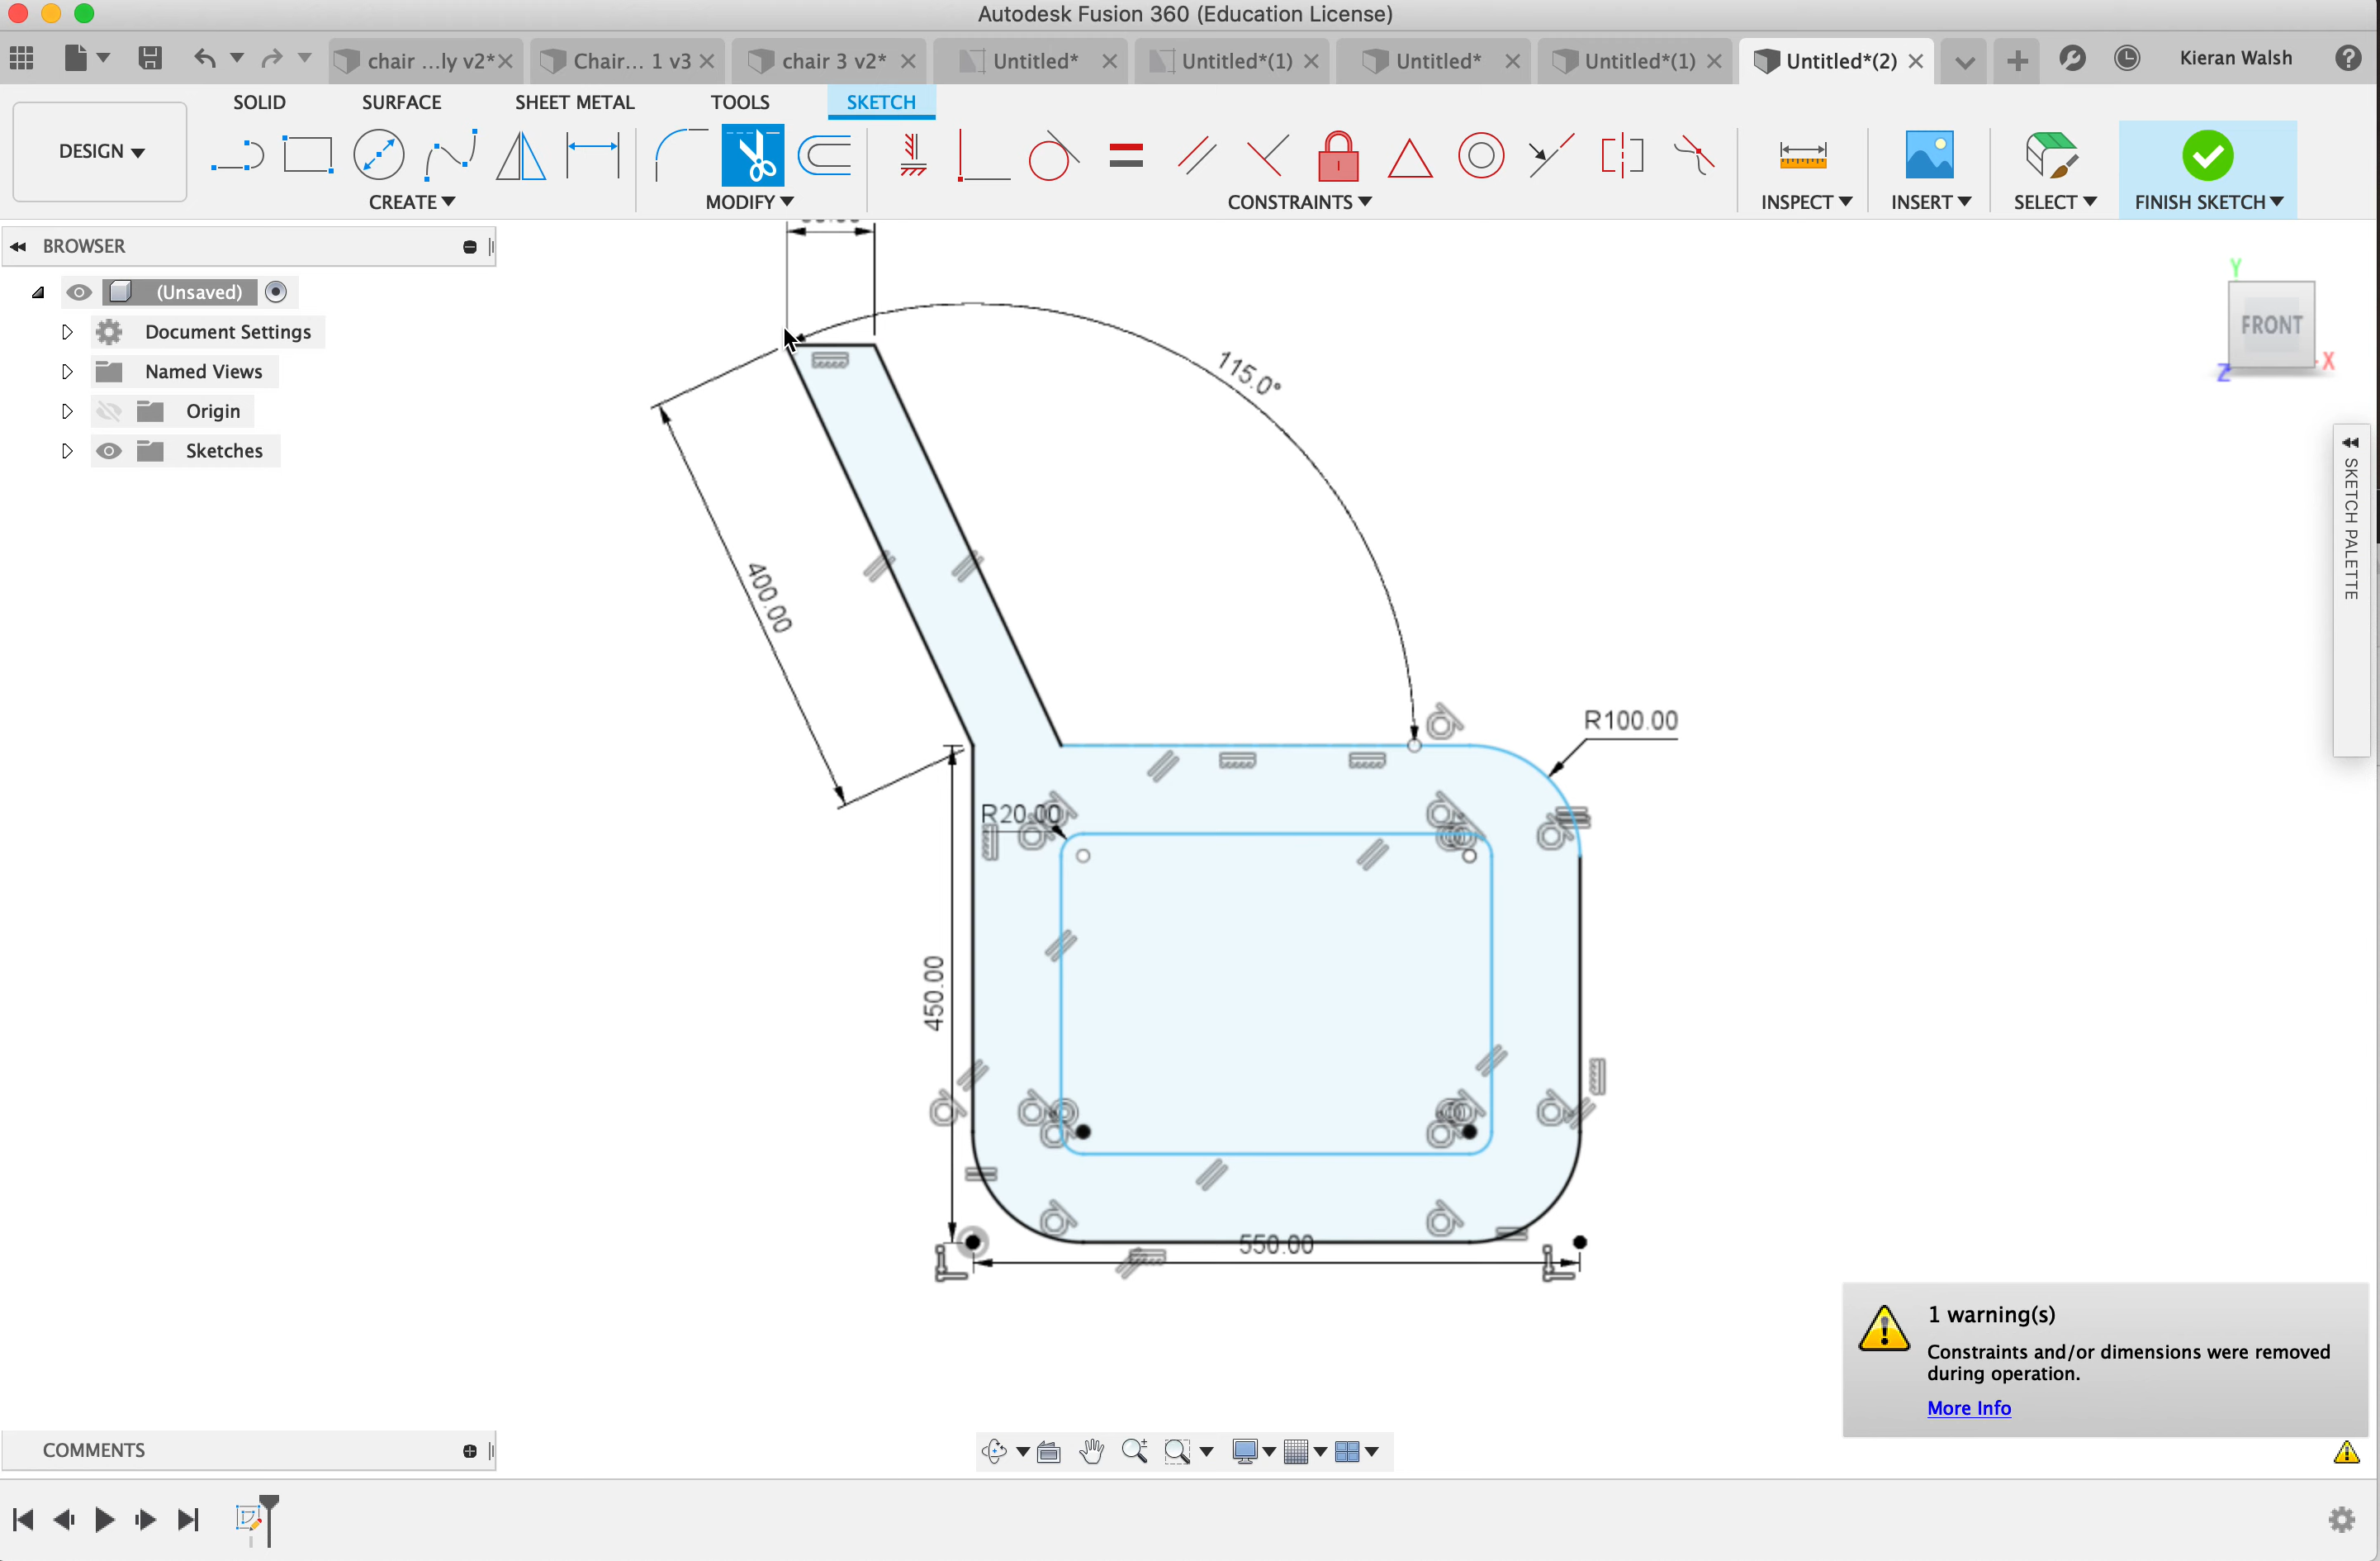 Autodesk Fusion 360 (Education License)
chair ...ly v2*
Chair... 1 v3
chair 3 v2*
Untitled*
Untitled*(1)
Untitled*
Untitled*(1)
Untitled*(2)
Kieran Walsh
SOLID
SURFACE
SHEET METAL
TOOLS
SKETCH
DESIGN
CREATE
MODIFY
CONSTRAINTS
INSPECT
INSERT
SELECT
FINISH SKETCH
BROWSER
(Unsaved)
Document Settings
Named Views
Origin
Sketches
Y
FRONT
X
Z
SKETCH PALETTE
115.0°
400.00
R100.00
R20.00
450.00
550.00
1 warning(s)
Constraints and/or dimensions were removed
during operation.
More Info
COMMENTS